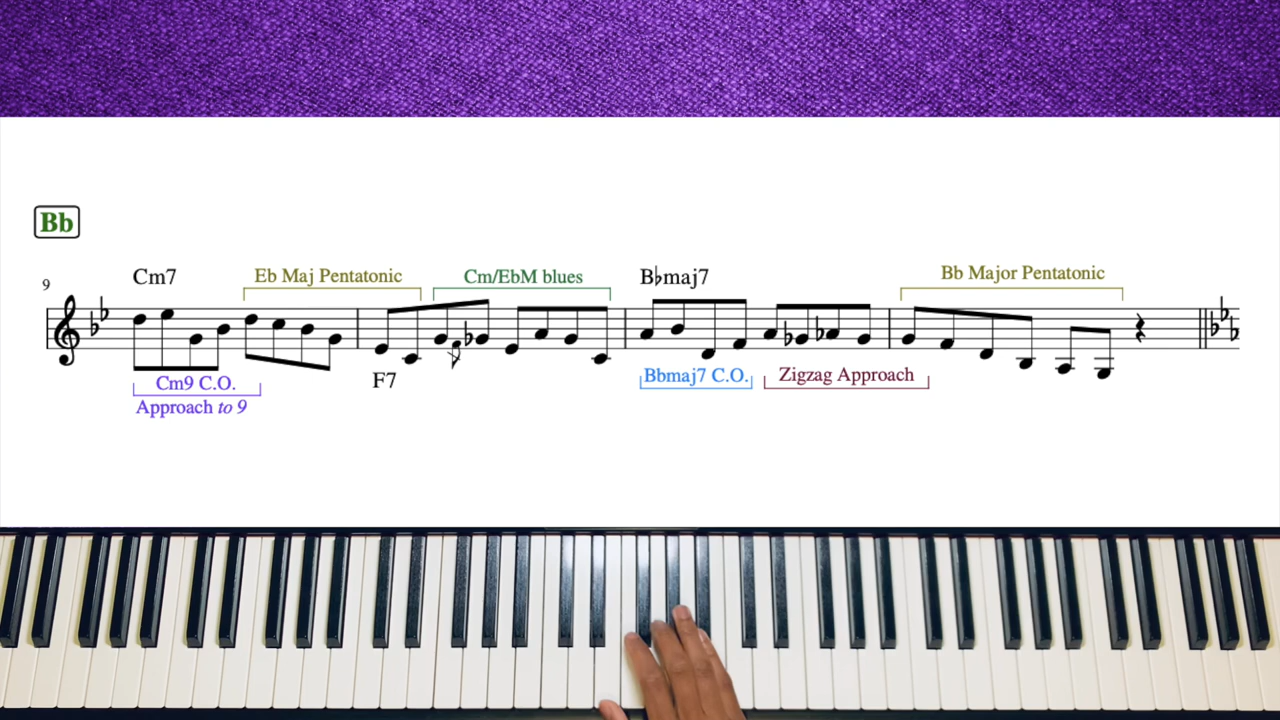 Bb
9
Cm7
Eb Maj Pentatonic
Cm/EbM blues
B♭maj7
Bb Major Pentatonic
Cm9 C.O.
Approach to 9
F7
Bbmaj7 C.O.
Zigzag Approach